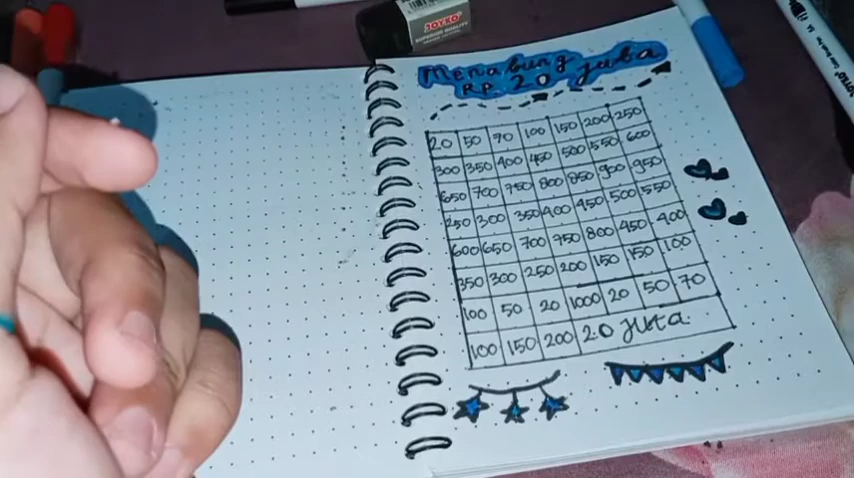 JOYKO
Menabung
RP. 20 juta
20 50 70 100 150 200 250
300 350 400 450 500 550 600
650 700 750 800 850 900 950
250 300 350 400 450 500 550
600 650 700 750 800 450 400
350 300 250 200 150 150 100
100 50 20 1000 20 50 70
100 150 200 20 juta